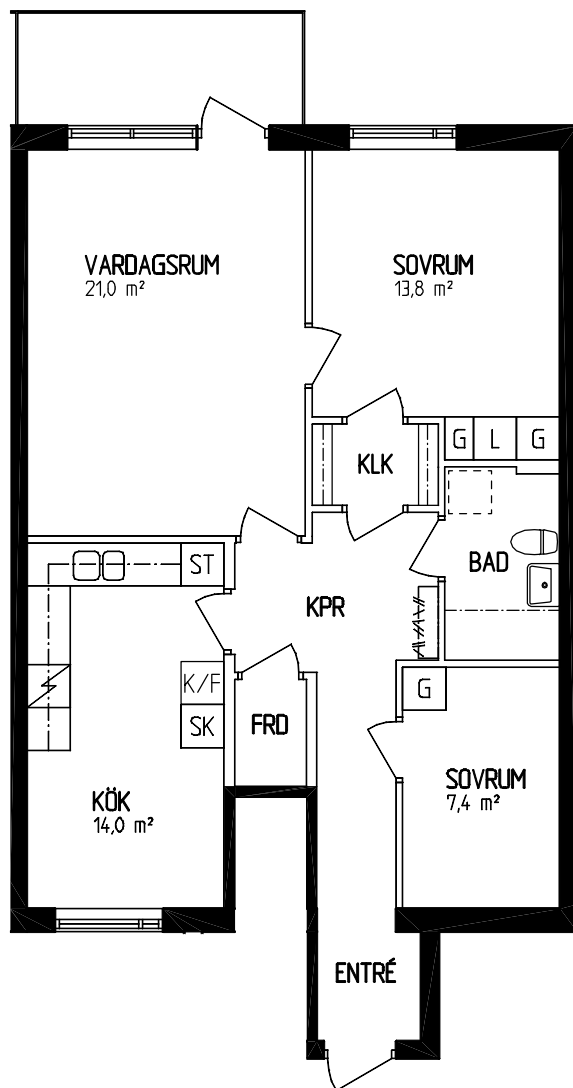 VARDAGSRUM
21,0 m²
SOVRUM
13,8 m²
G L G
KLK
ST
BAD
KPR
K/F
G
SK
FRD
SOVRUM
7,4 m²
KÖK
14,0 m²
ENTRÉ